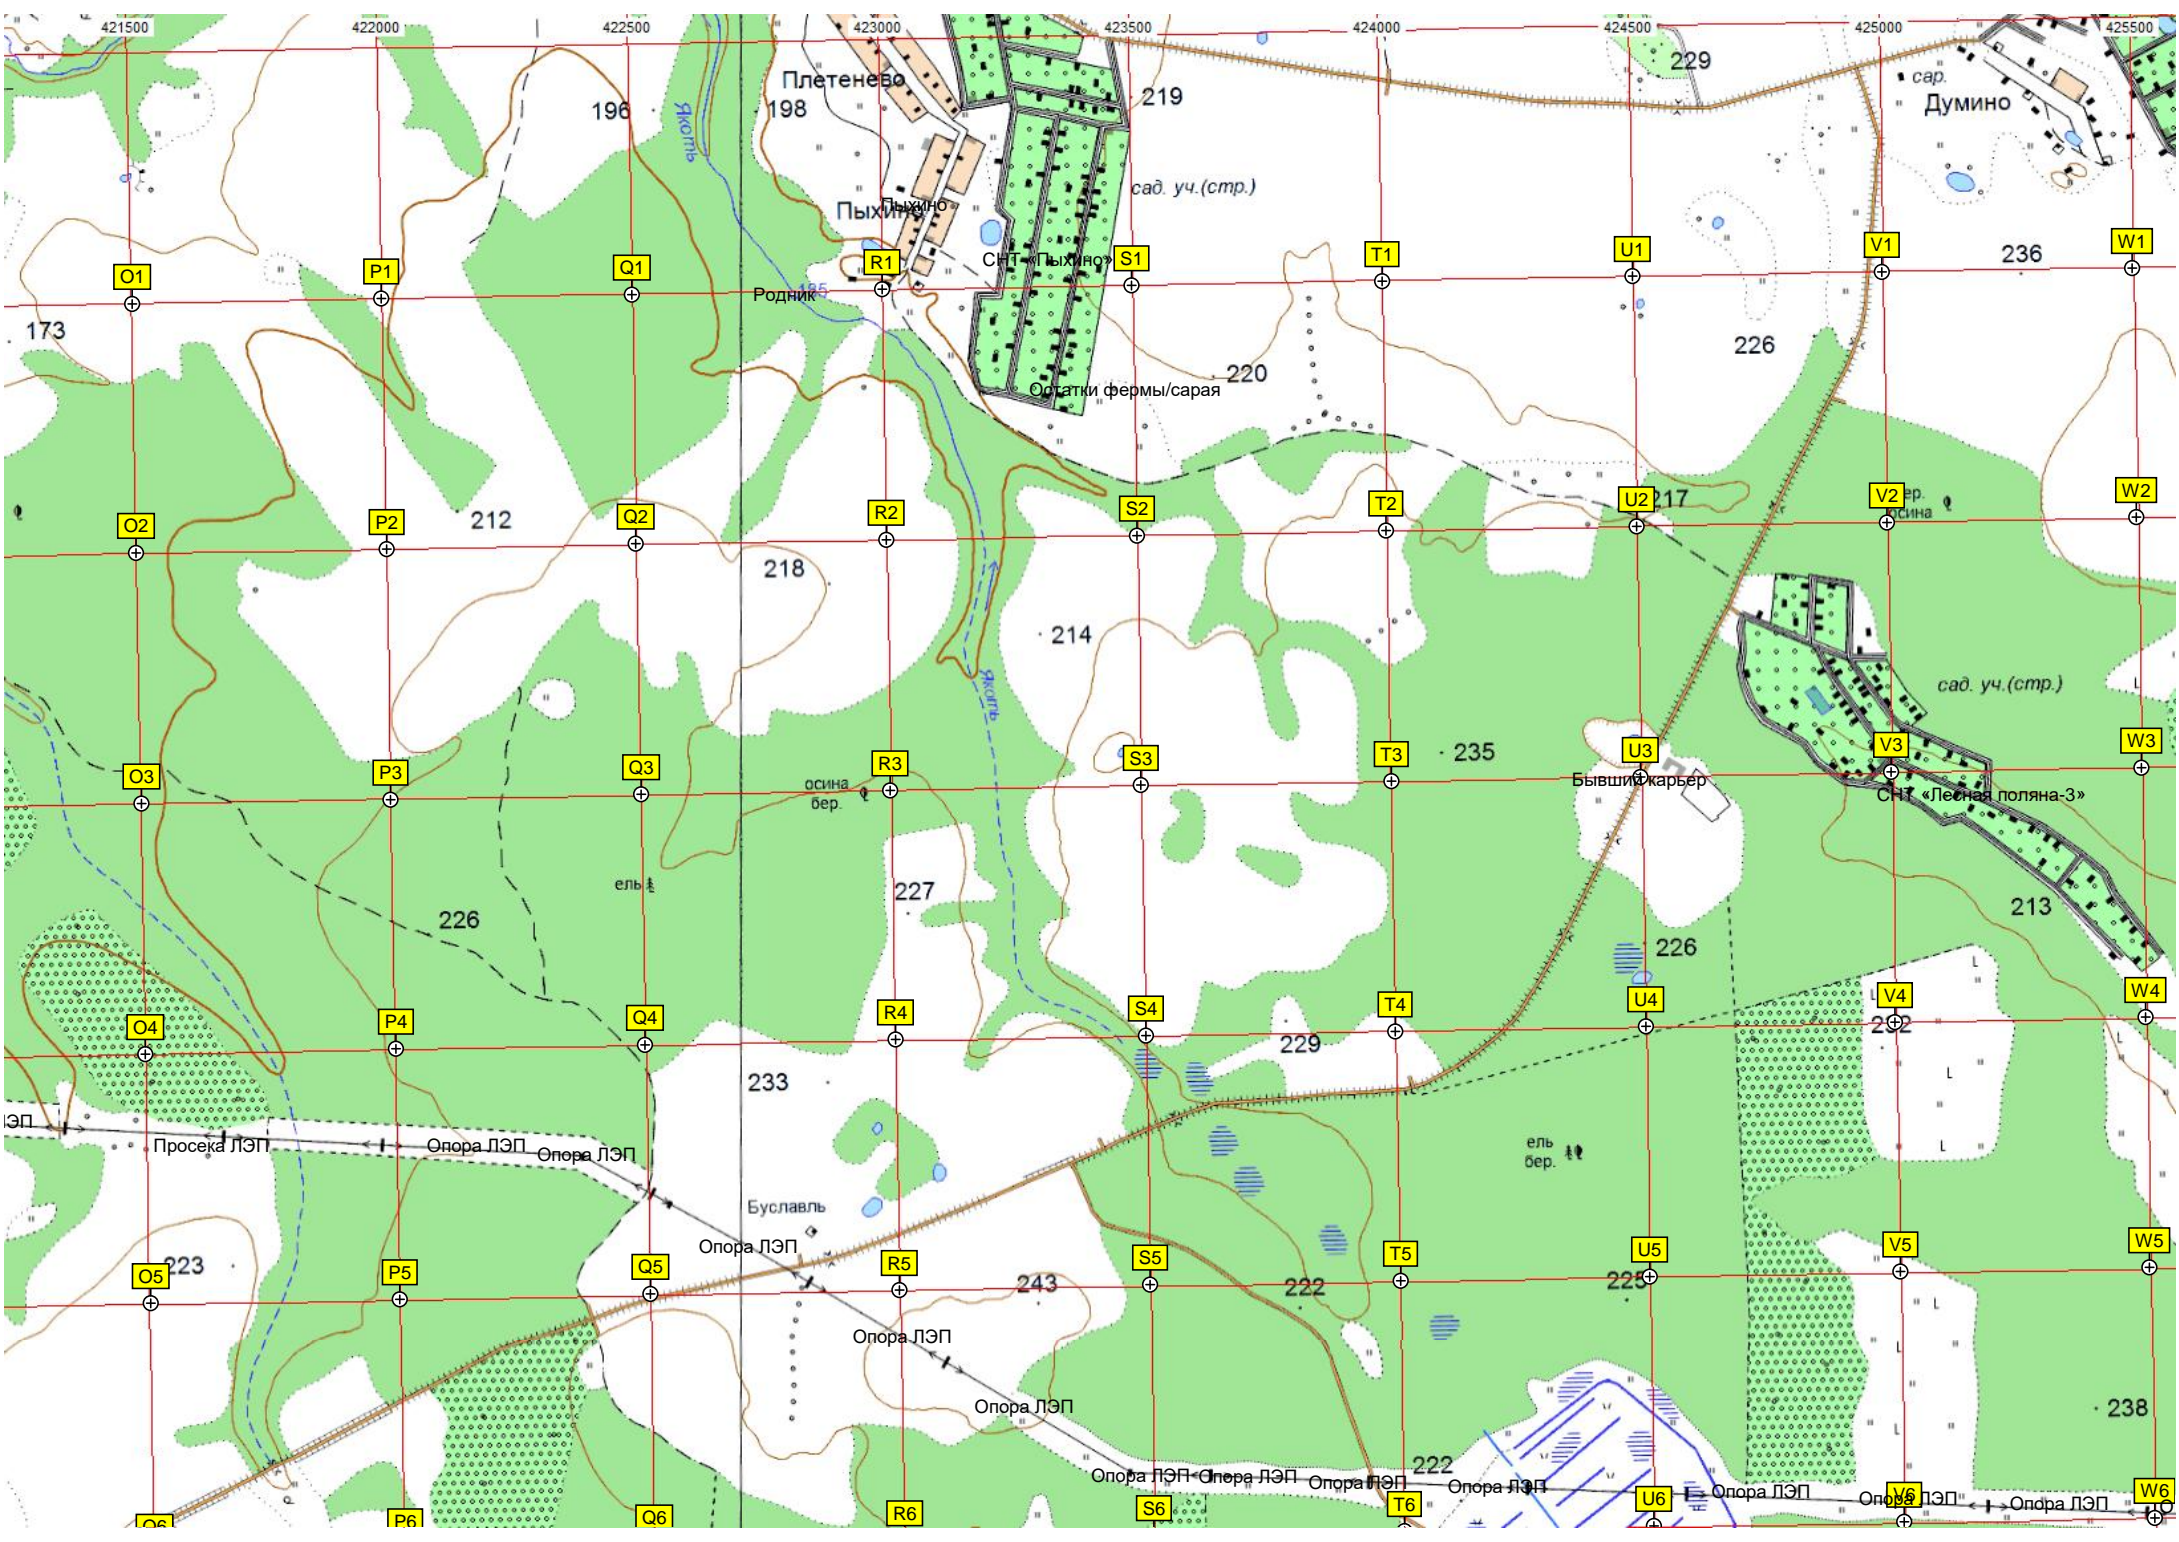 421500 422000 422500 423000 423500 424000 424500 425000 425500
Плетенево
196
198
Якоть
219
229
сар.
Думино
сад. уч.(стр.)
Пыхино
Пыхино
O1 P1 Q1 R1 S1 T1 U1 V1 W1
СНТ «Пыхино»
236
Родник
185
173
226
220
Остатки фермы/сарая
O2 P2 Q2 R2 S2 T2 U2 V2 W2
212
217
осина
218
214
Якоть
сад. уч.(стр.)
O3 P3 Q3 R3 S3 T3 U3 V3 W3
235
осина
бер.
Бывший карьер
СНТ «Лесная поляна-3»
ель
227
226
213
226
O4 P4 Q4 R4 S4 T4 U4 V4 W4
229
233
ЛЭП
Просека ЛЭП
Опора ЛЭП
Опора ЛЭП
ель
бер.
Буславль
Опора ЛЭП
O5 P5 Q5 R5 S5 T5 U5 V5 W5
223
243
222
225
Опора ЛЭП
Опора ЛЭП
238
222
Опора ЛЭП
Опора ЛЭП
Опора ЛЭП
Опора ЛЭП
Опора ЛЭП
Опора ЛЭП
Опора ЛЭП
O6 P6 Q6 R6 S6 T6 U6 V6 W6